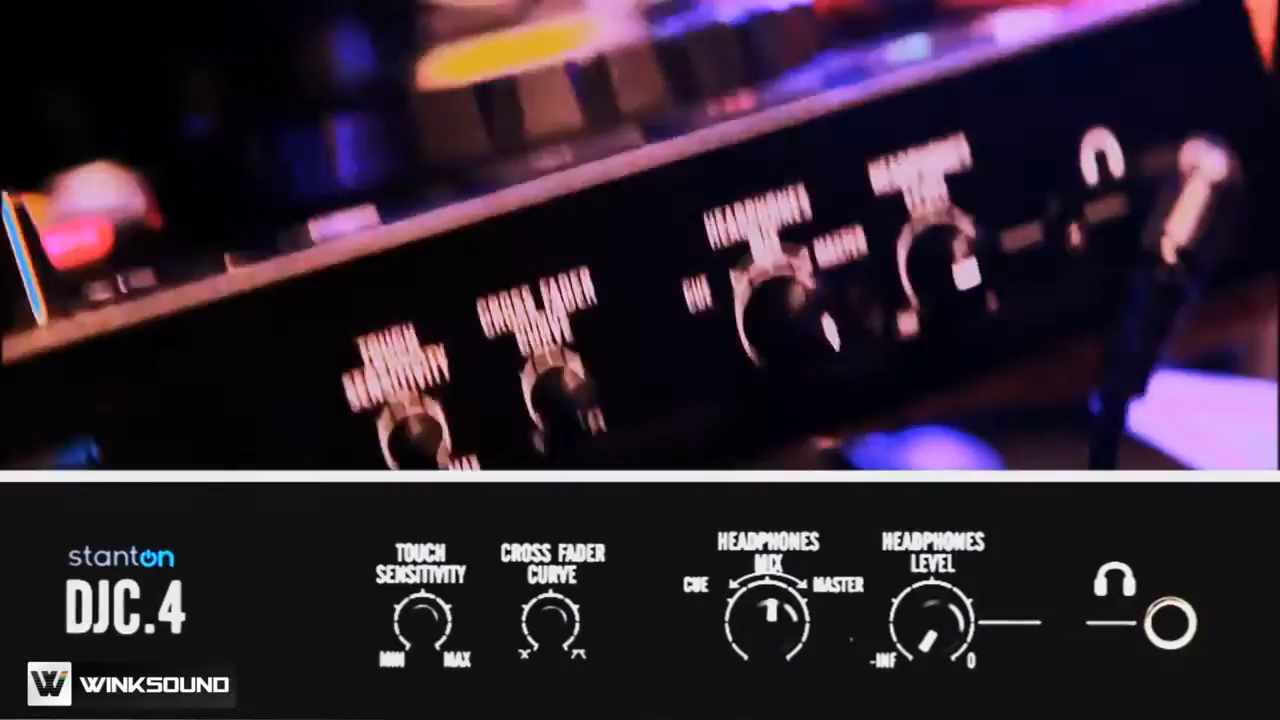 stanton
DJC.4
TOUCH
SENSITIVITY
MIN
MAX
CROSS FADER
CURVE
HEADPHONES
MIX
CUE
MASTER
HEADPHONES
LEVEL
-INF
0
W WINKSOUND